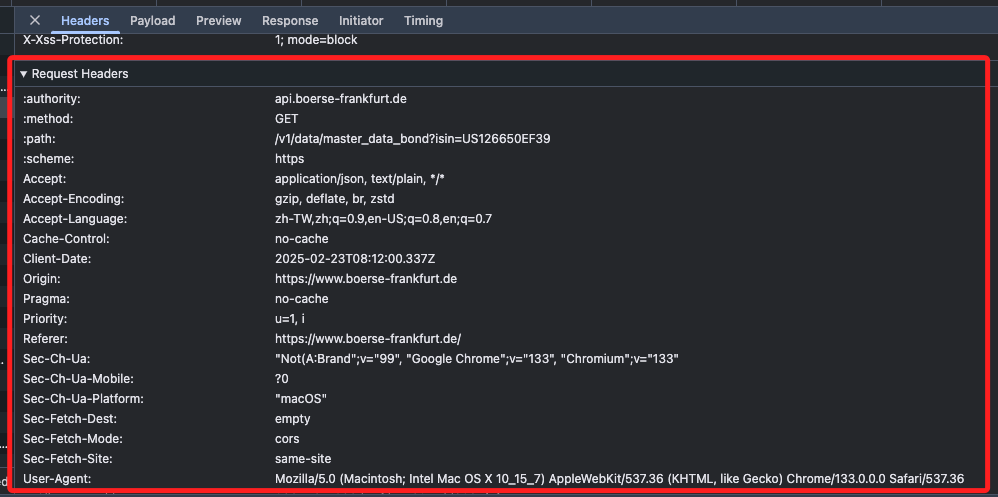 Headers Payload Preview Response Initiator Timing
X-Xss-Protection: 1; mode=block
Request Headers
:authority: api.boerse-frankfurt.de
:method: GET
:path: /v1/data/master_data_bond?isin=US126650EF39
:scheme: https
Accept: application/json, text/plain, */*
Accept-Encoding: gzip, deflate, br, zstd
Accept-Language: zh-TW,zh;q=0.9,en-US;q=0.8,en;q=0.7
Cache-Control: no-cache
Client-Date: 2025-02-23T08:12:00.337Z
Origin: https://www.boerse-frankfurt.de
Pragma: no-cache
Priority: u=1, i
Referer: https://www.boerse-frankfurt.de/
Sec-Ch-Ua: "Not(A:Brand";v="99", "Google Chrome";v="133", "Chromium";v="133"
Sec-Ch-Ua-Mobile: ?0
Sec-Ch-Ua-Platform: "macOS"
Sec-Fetch-Dest: empty
Sec-Fetch-Mode: cors
Sec-Fetch-Site: same-site
User-Agent: Mozilla/5.0 (Macintosh; Intel Mac OS X 10_15_7) AppleWebKit/537.36 (KHTML, like Gecko) Chrome/133.0.0.0 Safari/537.36